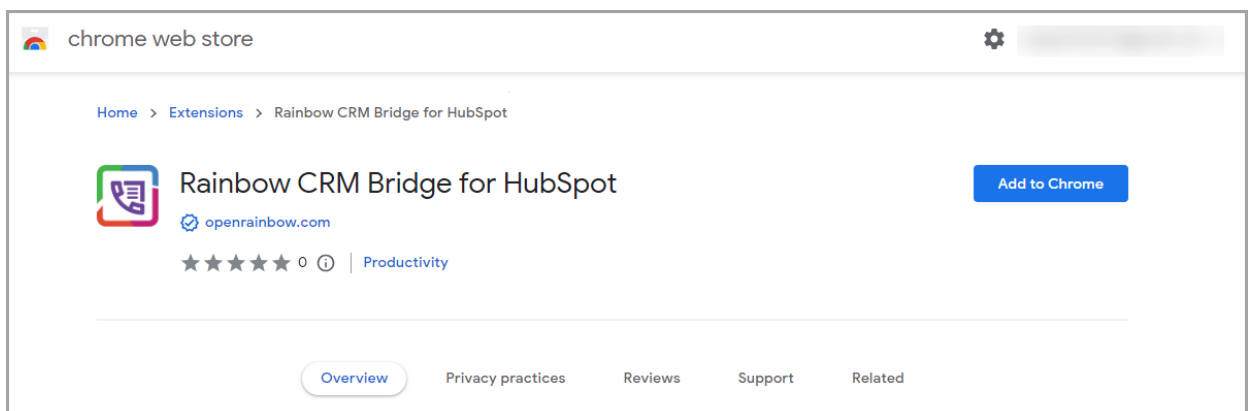 chrome web store
Home > Extensions > Rainbow CRM Bridge for HubSpot
Rainbow CRM Bridge for HubSpot
Add to Chrome
openrainbow.com
0 | Productivity
Overview Privacy practices Reviews Support Related